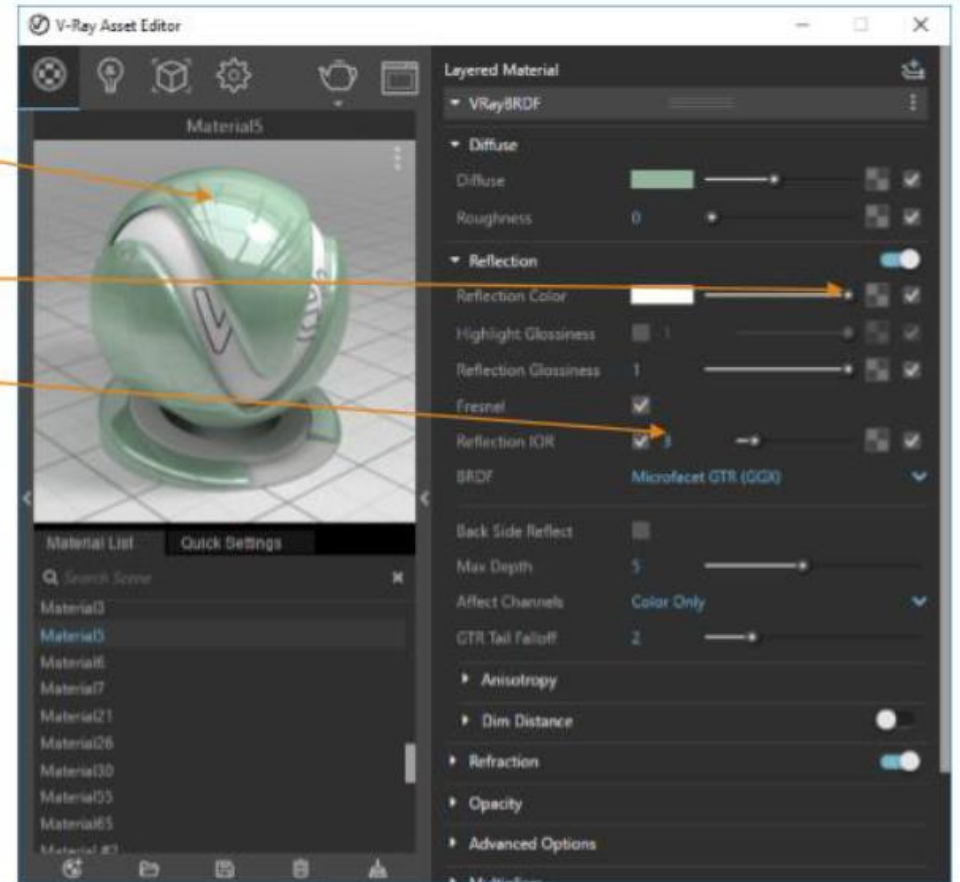 V-Ray Asset Editor
Material5
Material List Quick Settings
Search Scene
Material3
Material5
Material6
Material7
Material21
Material26
Material30
Material55
Material65
Material #2
Layered Material
VRayBRDF
Diffuse
Diffuse
Roughness 0
Reflection
Reflection Color
Highlight Glossiness 1
Reflection Glossiness 1
Fresnel
Reflection IOR 3
BRDF Microfacet GTR (GGX)
Back Side Reflect
Max Depth 5
Affect Channels Color Only
GTR Tail Falloff 2
Anisotropy
Dim Distance
Refraction
Opacity
Advanced Options
Multipliers